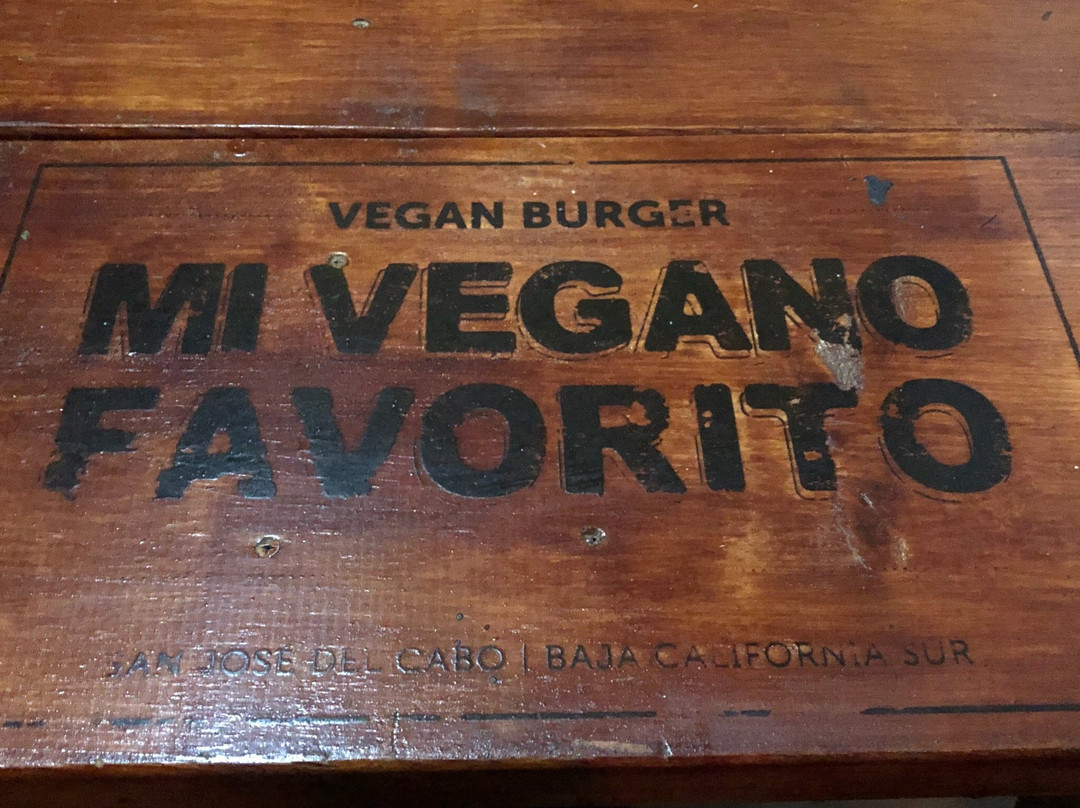 VEGAN BURGER
MI VEGANO
FAVORITO
SAN JOSE DEL CABO | BAJA CALIFORNIA SUR